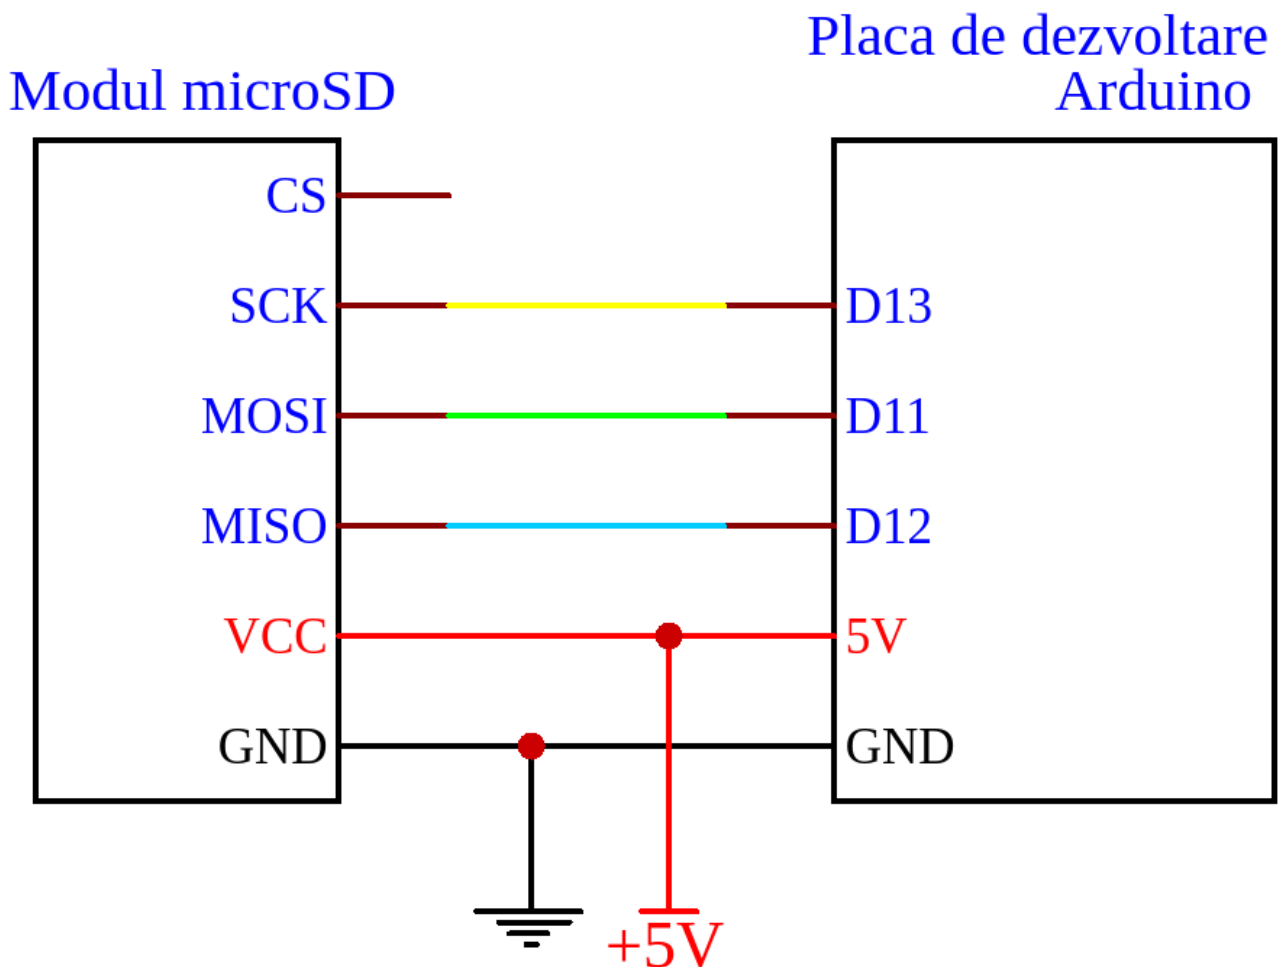 Placa de dezvoltare
Arduino
Modul microSD
CS
SCK
D13
MOSI
D11
MISO
D12
VCC
5V
GND
GND
+5V